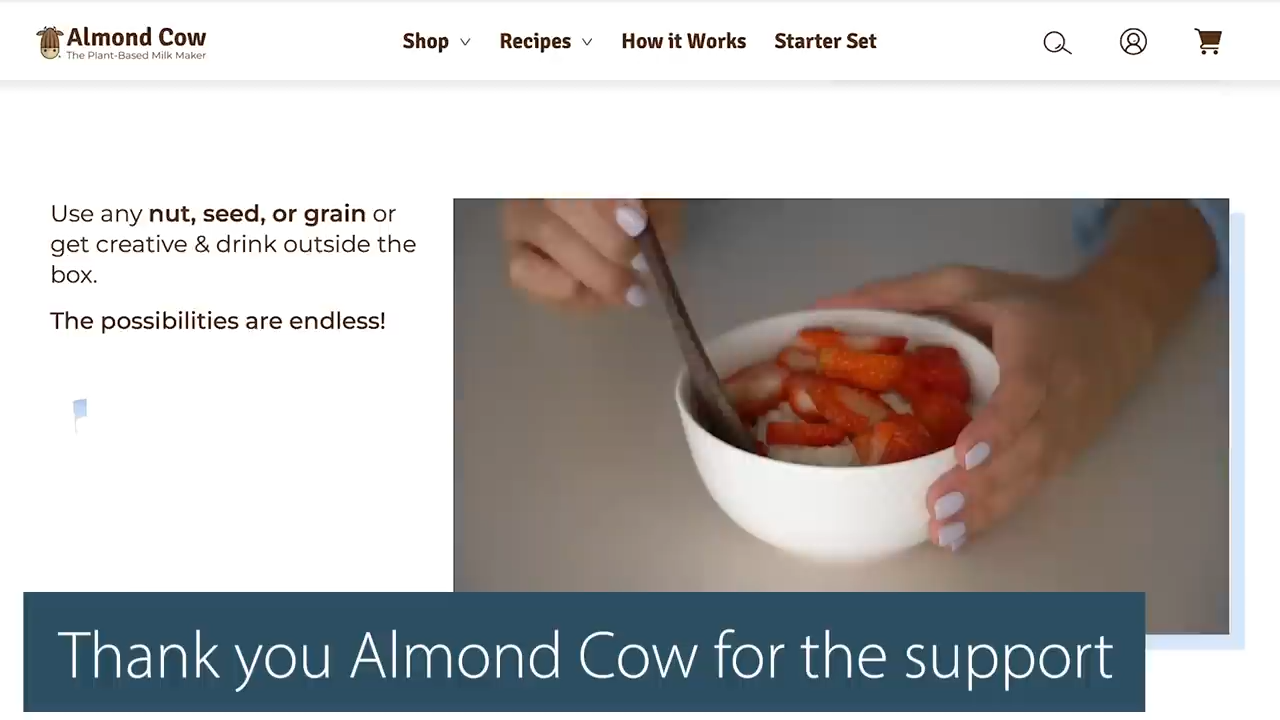 Almond Cow
The Plant-Based Milk Maker
Shop
Recipes
How it Works
Starter Set
Use any nut, seed, or grain or
get creative & drink outside the
box.
The possibilities are endless!
Thank you Almond Cow for the support